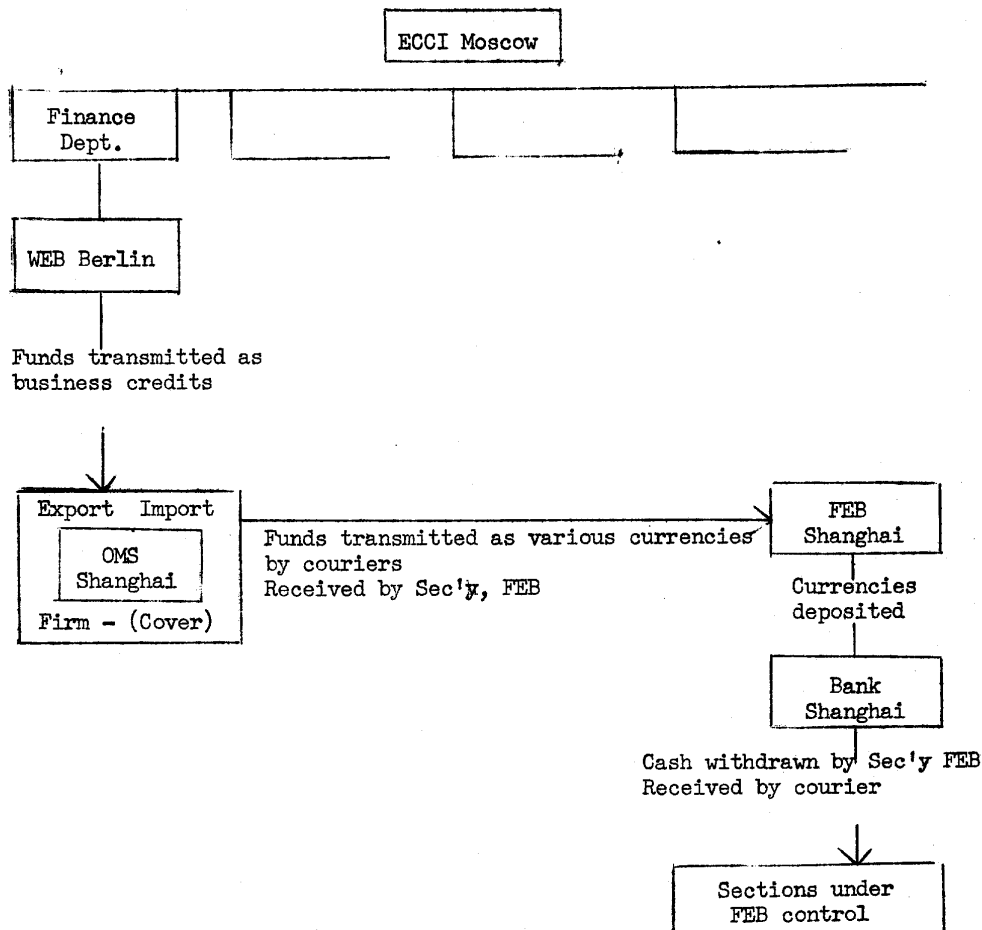 ECCI Moscow
Finance
Dept.
WEB Berlin
Funds transmitted as
business credits
Export Import
OMS
Shanghai
Firm - (Cover)
Funds transmitted as various currencies
by couriers
Received by Sec'y, FEB
FEB
Shanghai
Currencies
deposited
Bank
Shanghai
Cash withdrawn by Sec'y FEB
Received by courier
Sections under
FEB control